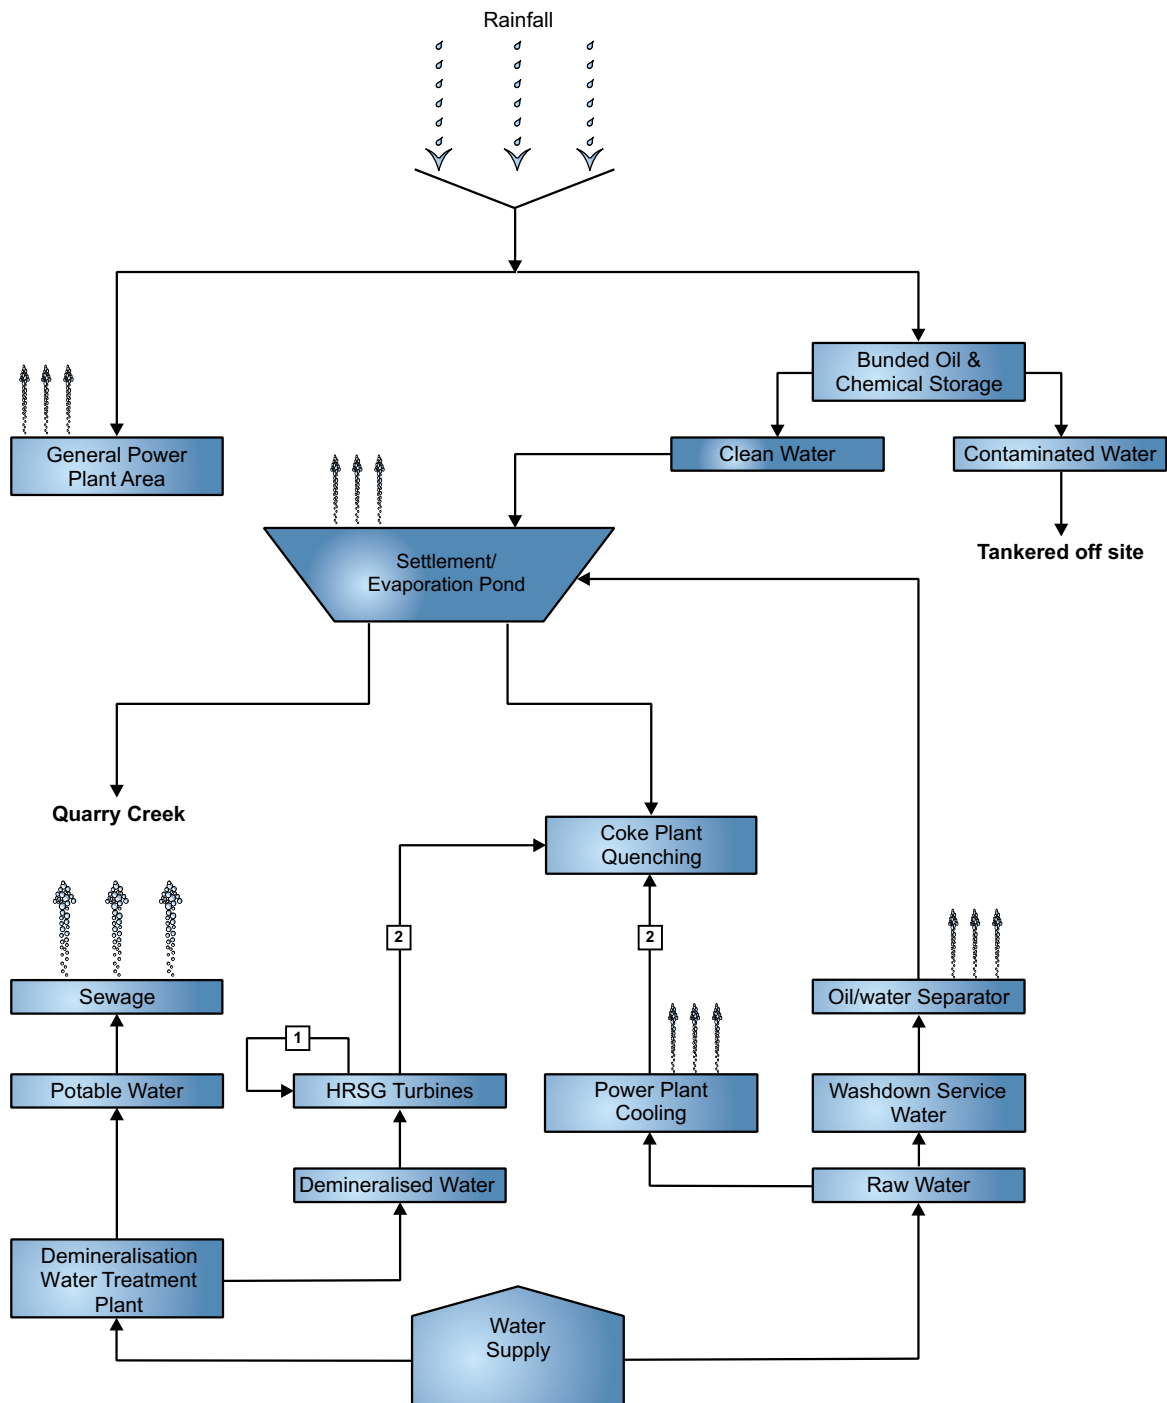 Rainfall
Bunded Oil &
Chemical Storage
General Power
Plant Area
Clean Water
Contaminated Water
Tankered off site
Settlement/
Evaporation Pond
Quarry Creek
Coke Plant
Quenching
2
2
Sewage
Oil/water Separator
1
Potable Water
HRSG Turbines
Power Plant
Cooling
Washdown Service
Water
Demineralised Water
Raw Water
Demineralisation
Water Treatment
Plant
Water
Supply